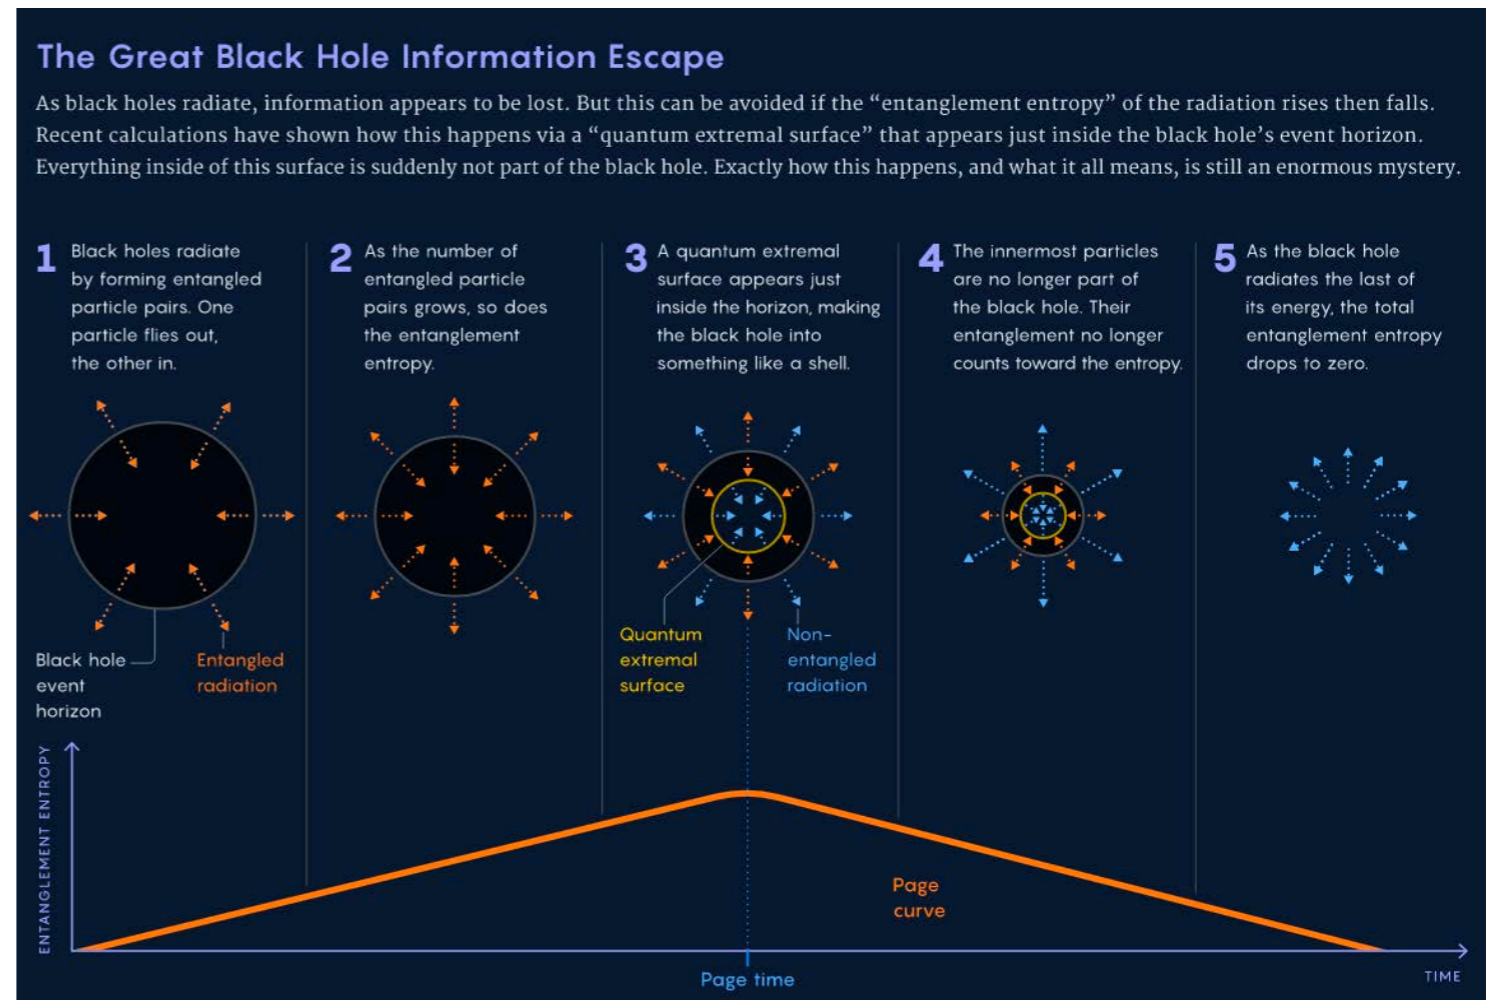 The Great Black Hole Information Escape
As black holes radiate, information appears to be lost. But this can be avoided if the “entanglement entropy” of the radiation rises then falls.
Recent calculations have shown how this happens via a “quantum extremal surface” that appears just inside the black hole’s event horizon.
Everything inside of this surface is suddenly not part of the black hole. Exactly how this happens, and what it all means, is still an enormous mystery.
1
Black holes radiate
by forming entangled
particle pairs. One
particle flies out,
the other in.
2
As the number of
entangled particle
pairs grows, so does
the entanglement
entropy.
3
A quantum extremal
surface appears just
inside the horizon, making
the black hole into
something like a shell.
4
The innermost particles
are no longer part of
the black hole. Their
entanglement no longer
counts toward the entropy.
5
As the black hole
radiates the last of
its energy, the total
entanglement entropy
drops to zero.
Black hole
event
horizon
Entangled
radiation
Quantum
extremal
surface
Non-
entangled
radiation
ENTANGLEMENT ENTROPY
Page
curve
Page time
TIME